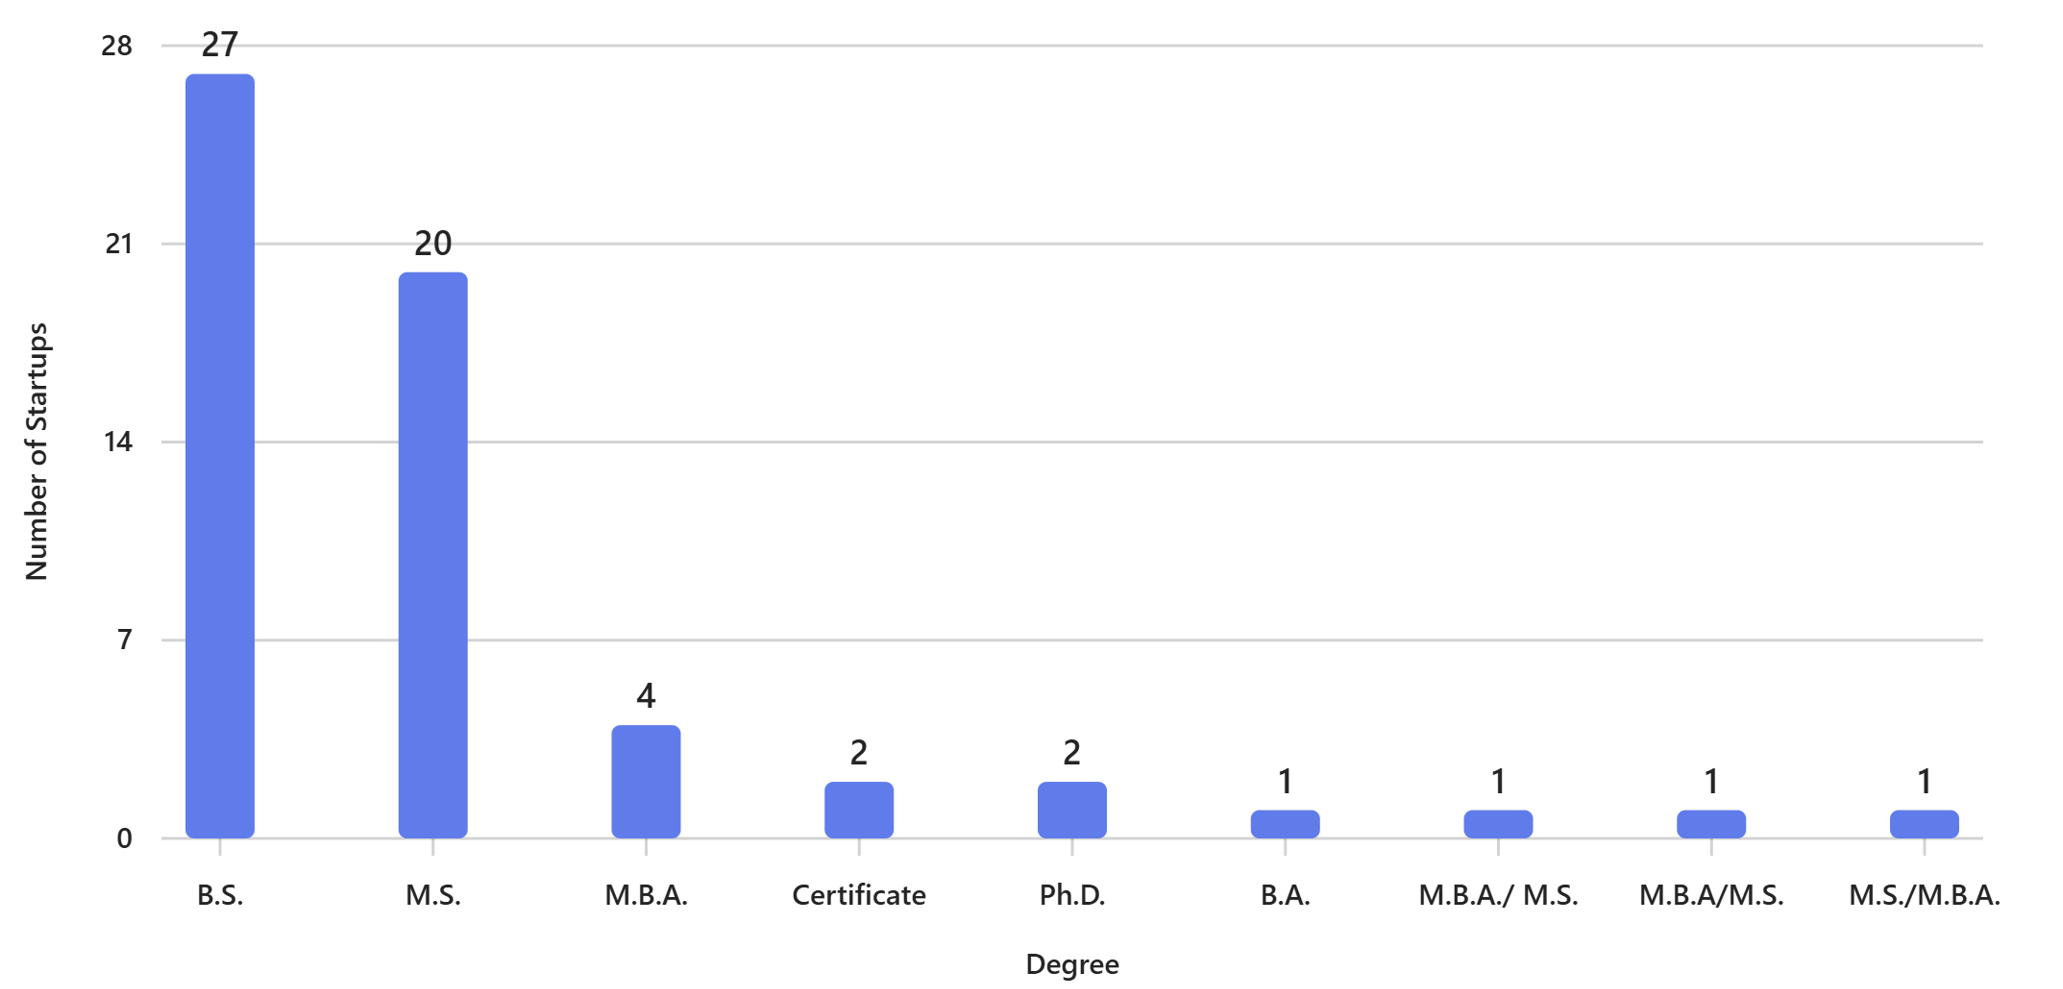 Number of Startups
28
21
14
7
0
27
20
4
2
2
1
1
1
1
B.S.
M.S.
M.B.A.
Certificate
Ph.D.
B.A.
M.B.A./ M.S.
M.B.A/M.S.
M.S./M.B.A.
Degree